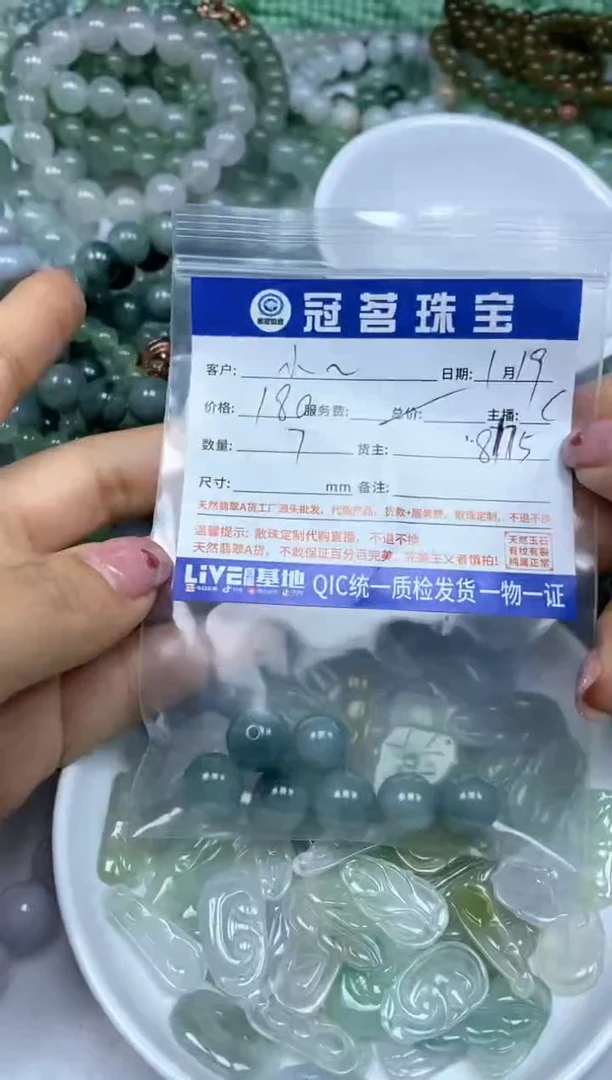 冠茗珠宝
客户: 小~ 日期: 1月19
价格: 180 服务费: 总价: 主播: C
数量: 7 货主: 8175
尺寸: mm 备注:
天然翡翠A货工厂源头批发，代购产品，货款+服务费，散珠定制，不退不换
温馨提示: 散珠定制代购直播，不退不换
天然翡翠A货，不敢保证百分百完美，完美主义者慎拍!
天然玉石
有纹有裂
纯属正常
LiVE 基地 QIC统一质检发货一物一证